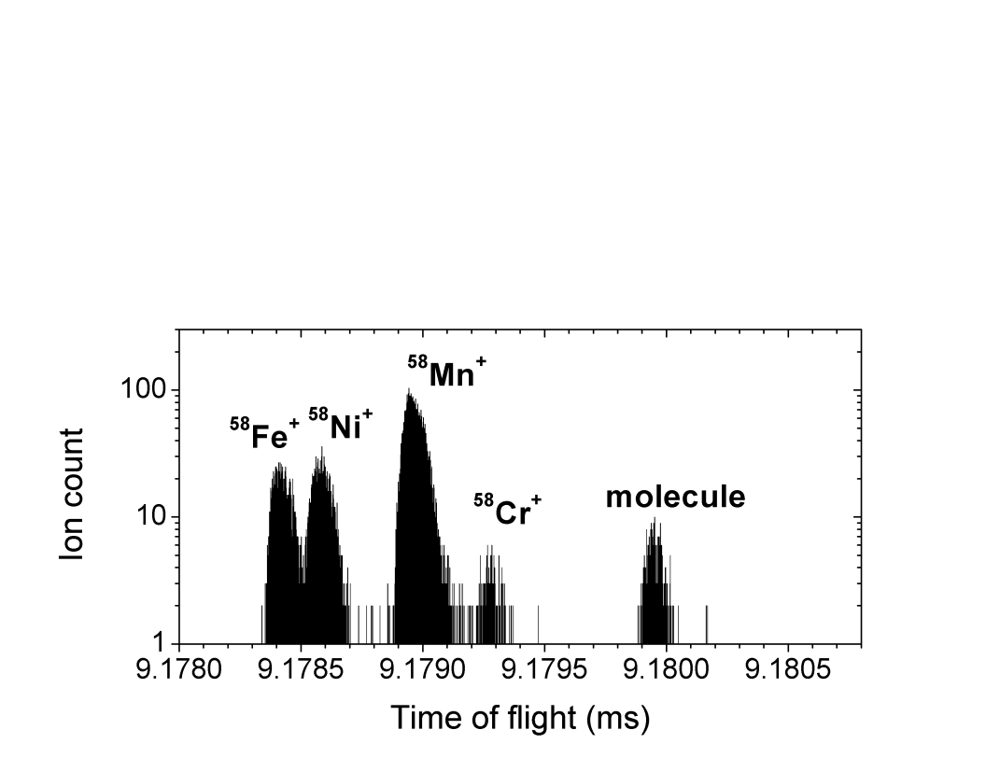 ⁵⁸Mn⁺
⁵⁸Fe⁺ ⁵⁸Ni⁺
⁵⁸Cr⁺
molecule
100
10
1
Ion count
9.1780 9.1785 9.1790 9.1795 9.1800 9.1805
Time of flight (ms)